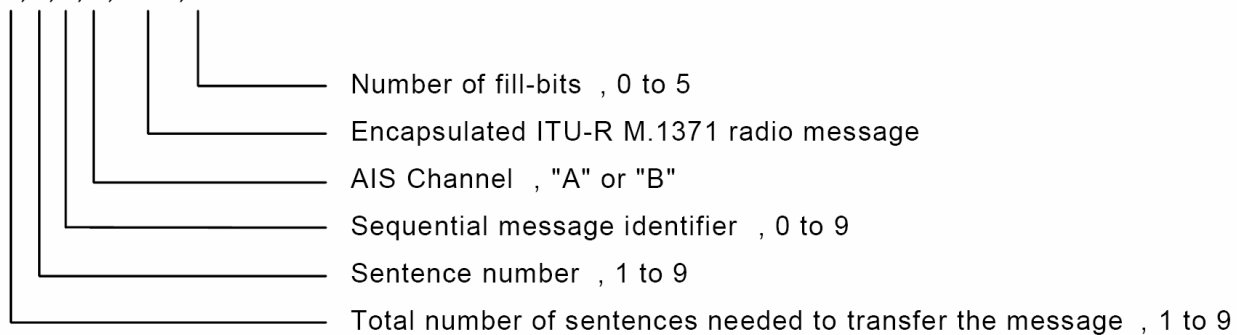 Number of fill-bits , 0 to 5
Encapsulated ITU-R M.1371 radio message
AIS Channel , "A" or "B"
Sequential message identifier , 0 to 9
Sentence number , 1 to 9
Total number of sentences needed to transfer the message , 1 to 9